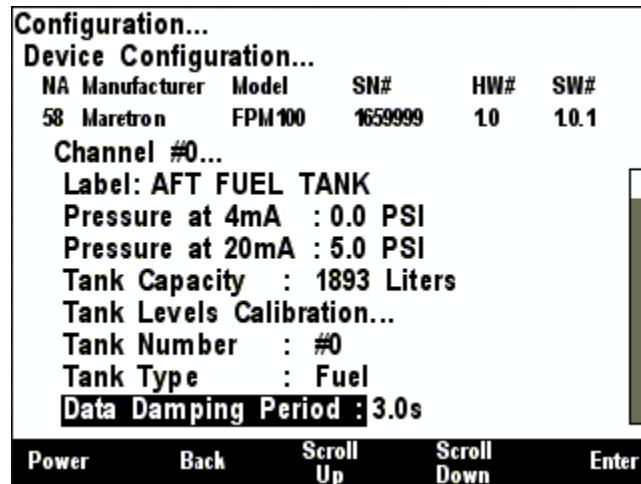 Configuration...
Device Configuration...
NA Manufacturer Model SN# HW# SW#
58 Maretron FPM100 1659999 1.0 1.0.1
Channel #0...
Label: AFT FUEL TANK
Pressure at 4mA : 0.0 PSI
Pressure at 20mA : 5.0 PSI
Tank Capacity : 1893 Liters
Tank Levels Calibration...
Tank Number : #0
Tank Type : Fuel
Data Damping Period : 3.0s
Power Back Scroll Up Scroll Down Enter